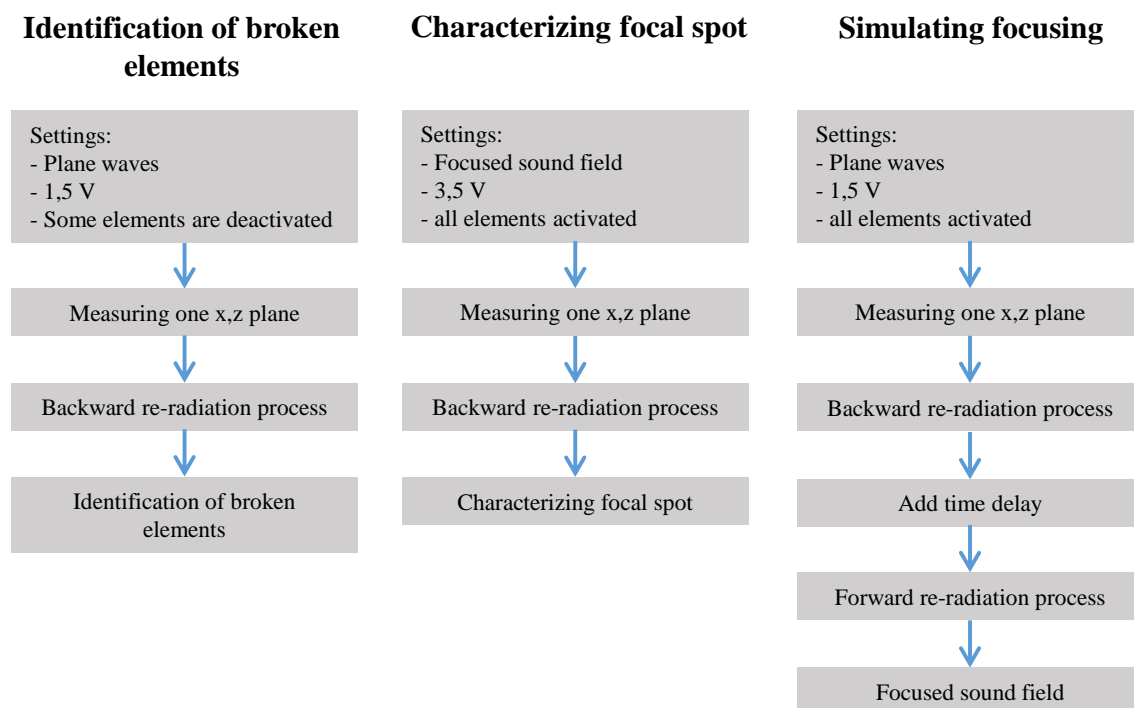 Identification of broken
elements
Settings:
- Plane waves
- 1,5 V
- Some elements are deactivated
Measuring one x,z plane
Backward re-radiation process
Identification of broken
elements
Characterizing focal spot
Settings:
- Focused sound field
- 3,5 V
- all elements activated
Measuring one x,z plane
Backward re-radiation process
Characterizing focal spot
Simulating focusing
Settings:
- Plane waves
- 1,5 V
- all elements activated
Measuring one x,z plane
Backward re-radiation process
Add time delay
Forward re-radiation process
Focused sound field